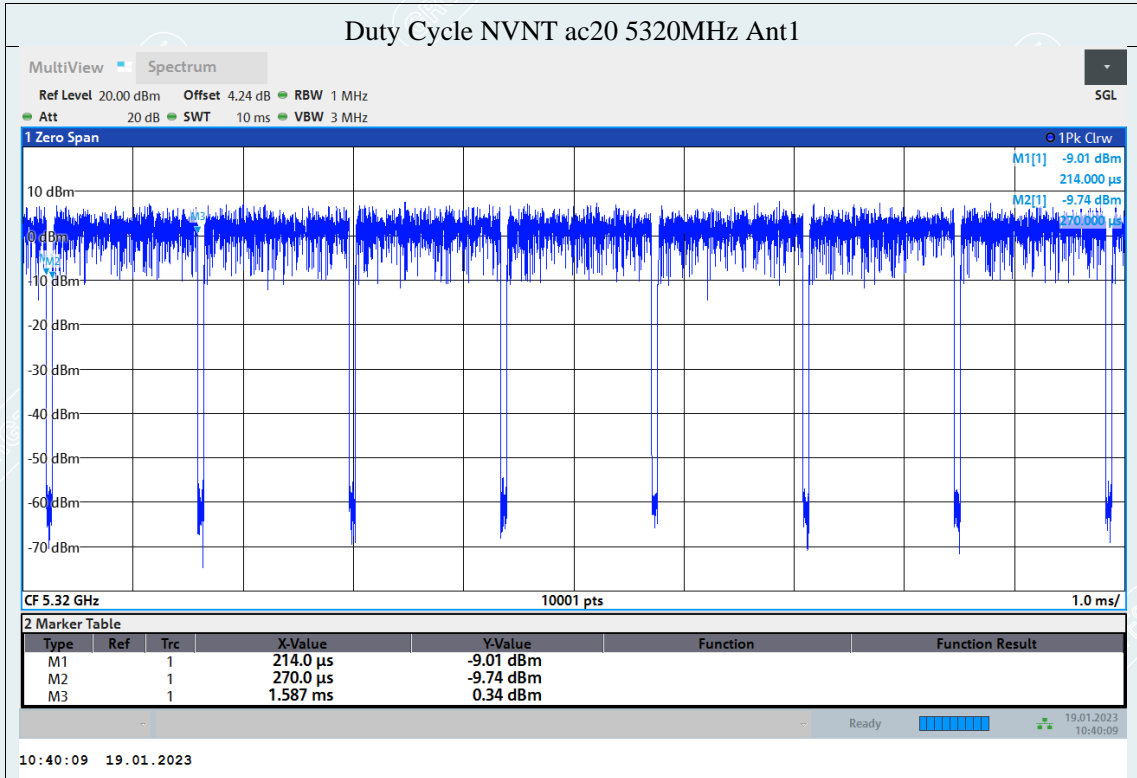 Duty Cycle NVNT ac20 5320MHz Ant1
MultiView Spectrum
Ref Level 20.00 dBm Offset 4.24 dB RBW 1 MHz
SGL
Att 20 dB SWT 10 ms VBW 3 MHz
1 Zero Span 1Pk Clrw
M1[1] -9.01 dBm
214.000 µs
M2[1] -9.74 dBm
270.000 µs
10 dBm
M3
0 dBm
M2
-10 dBm
-20 dBm
-30 dBm
-40 dBm
-50 dBm
-60 dBm
-70 dBm
CF 5.32 GHz 10001 pts 1.0 ms/
2 Marker Table
Type Ref Trc X-Value Y-Value Function Function Result
M1 1 214.0 µs -9.01 dBm
M2 1 270.0 µs -9.74 dBm
M3 1 1.587 ms 0.34 dBm
Ready 19.01.2023
10:40:09
10:40:09 19.01.2023